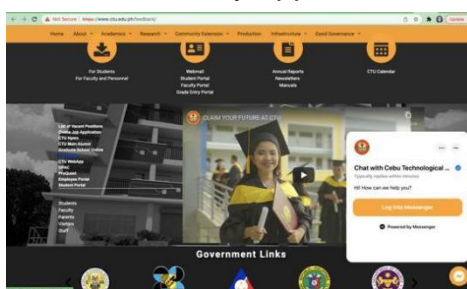 Not Secure | https://www.ctu.edu.ph/feedback/
Home About Academics Research Community Extension Production Infrastructure Good Governance
For Students
For Faculty and Personnel
Webmail
Student Portal
Faculty Portal
Grade Entry Portal
Annual Reports
Newsletters
Manuals
CTU Calendar
List of Vacant Positions
Online Job Application
CTU Hymn
CTU Main Alumni
Graduate School Online
CTU WebApp
OPAC
ProQuest
Employee Portal
Student Portal
Students
Faculty
Parents
Visitors
Staff
CLAIM YOUR FUTURE AT CTU
Chat with Cebu Technological ...
Typically replies within minutes
Hi! How can we help you?
Log into Messenger
Powered by Messenger
Government Links